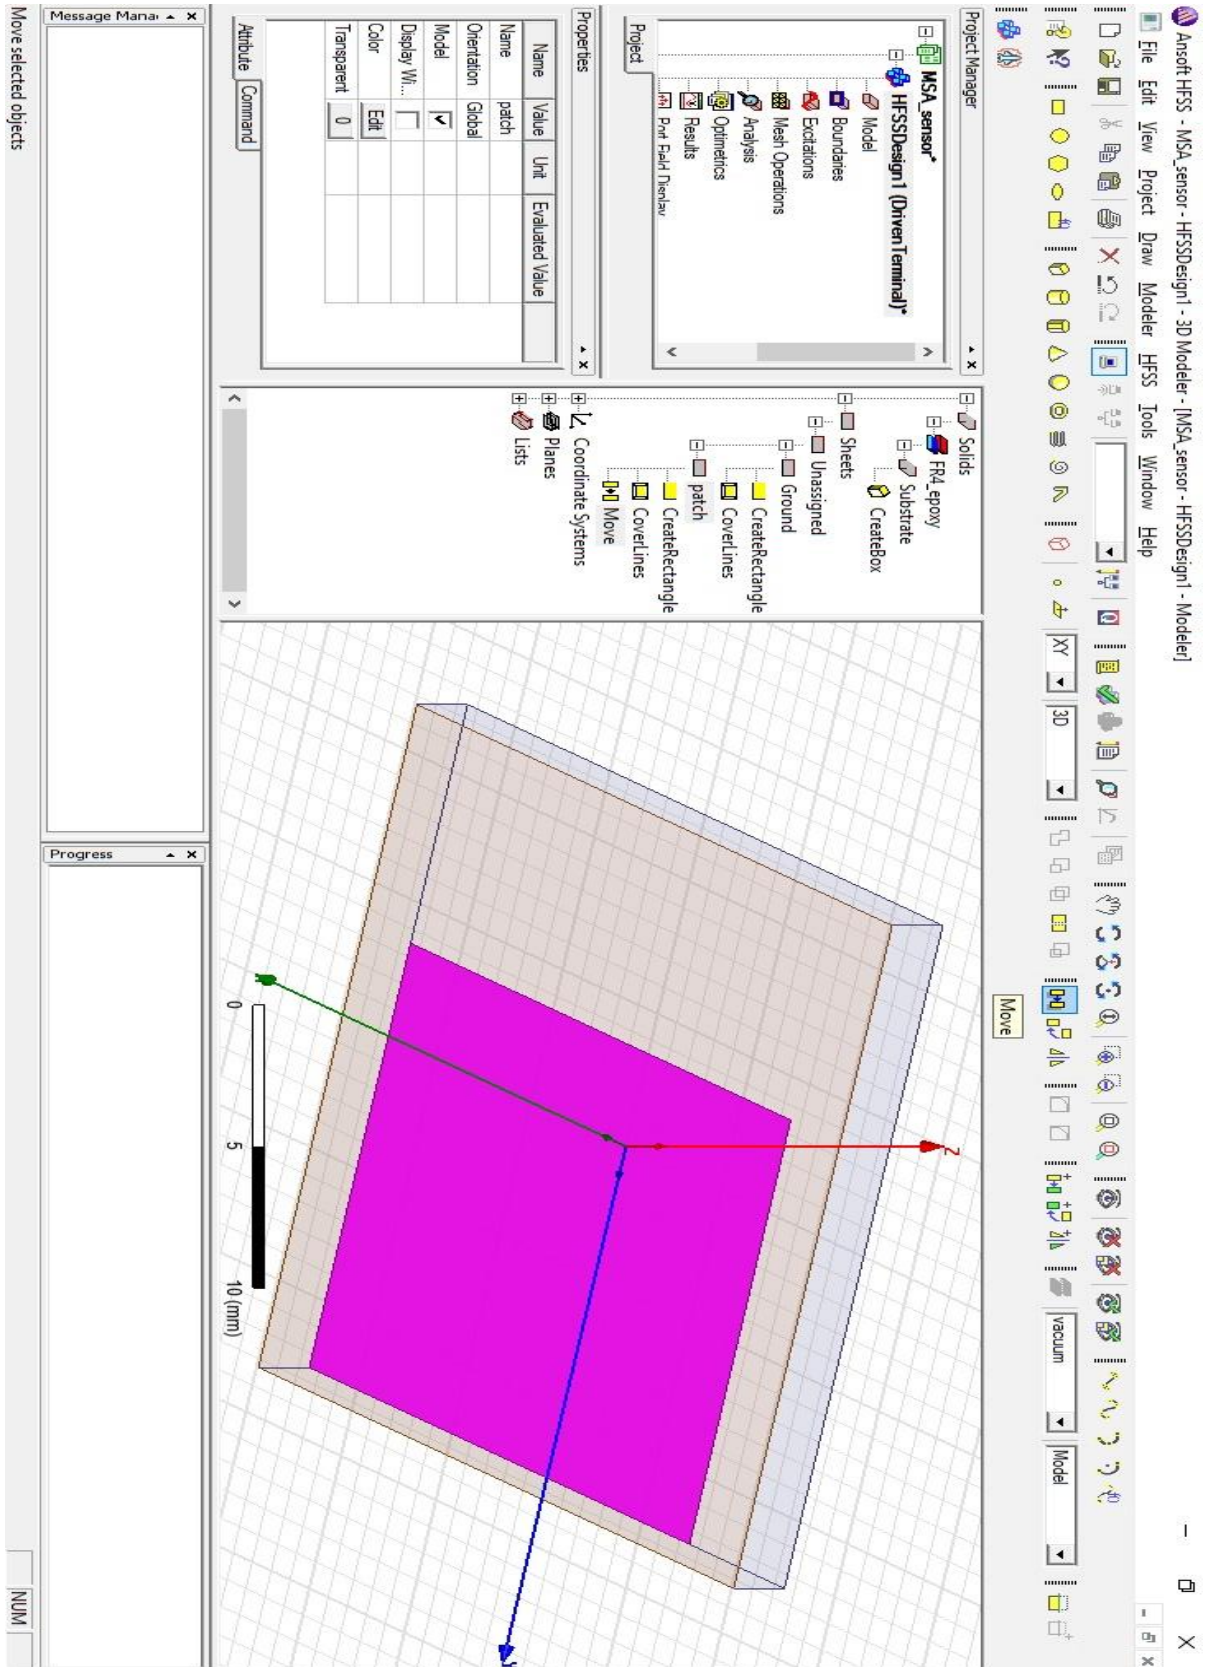 Ansoft HFSS - MSA_sensor - HFSSDesign1 - 3D Modeler - [MSA_sensor - HFSSDesign1 - Modeler]
File Edit View Project Draw Modeler HFSS Tools Window Help
XY 3D vacuum Model
Move
Project Manager
MSA_sensor*
HFSSDesign1 (DrivenTerminal)*
Model
Boundaries
Excitations
Mesh Operations
Analysis
Optimetrics
Results
Port Field Display
Project
Properties
Name Value Unit Evaluated Value
Name patch
Orientation Global
Model
Display Wi...
Color Edit
Transparent 0
Attribute Command
Solids
FR4_epoxy
Substrate
CreateBox
Sheets
Unassigned
Ground
CreateRectangle
CoverLines
patch
CreateRectangle
CoverLines
Move
Coordinate Systems
Planes
Lists
Z
0 5 10 (mm)
Message Mana
Progress
Move selected objects
NUM